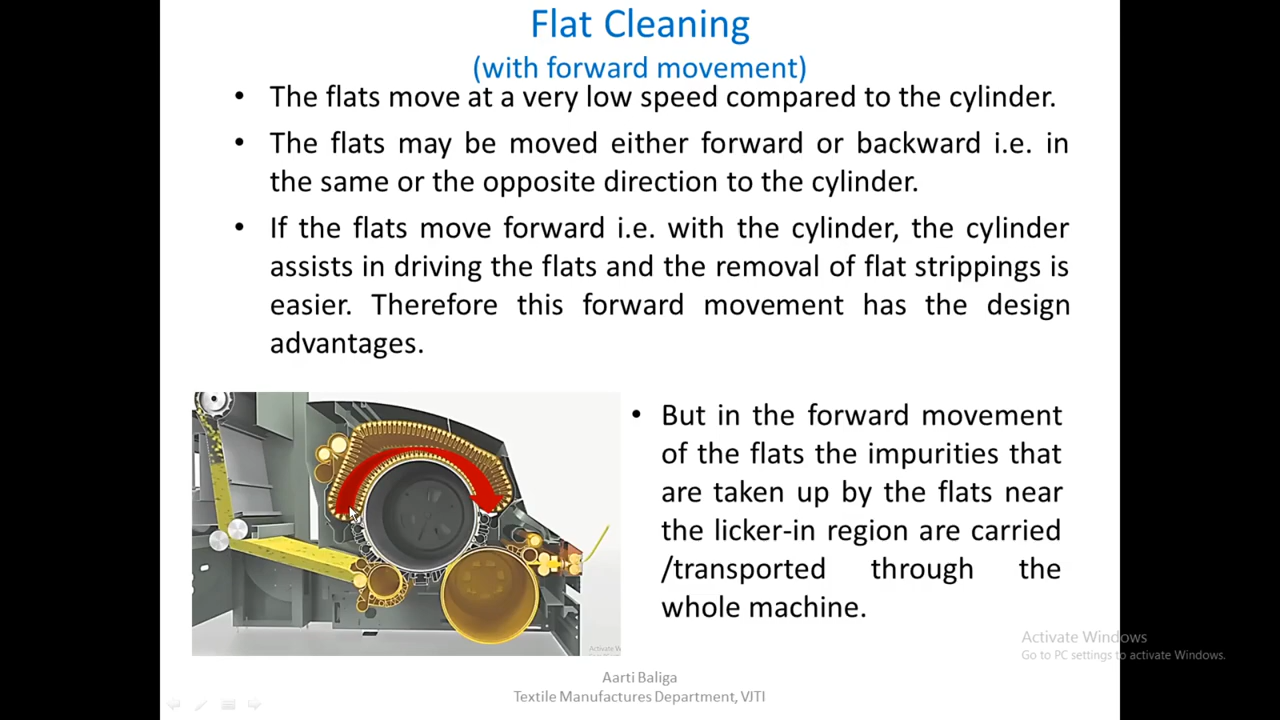 Flat Cleaning
(with forward movement)
• The flats move at a very low speed compared to the cylinder.
• The flats may be moved either forward or backward i.e. in
the same or the opposite direction to the cylinder.
• If the flats move forward i.e. with the cylinder, the cylinder
assists in driving the flats and the removal of flat strippings is
easier. Therefore this forward movement has the design
advantages.
• But in the forward movement
of the flats the impurities that
are taken up by the flats near
the licker-in region are carried
/transported through the
whole machine.
Activate Windows
Go to PC settings to activate Windows.
Activate W
Aarti Baliga
Textile Manufactures Department, VJTI